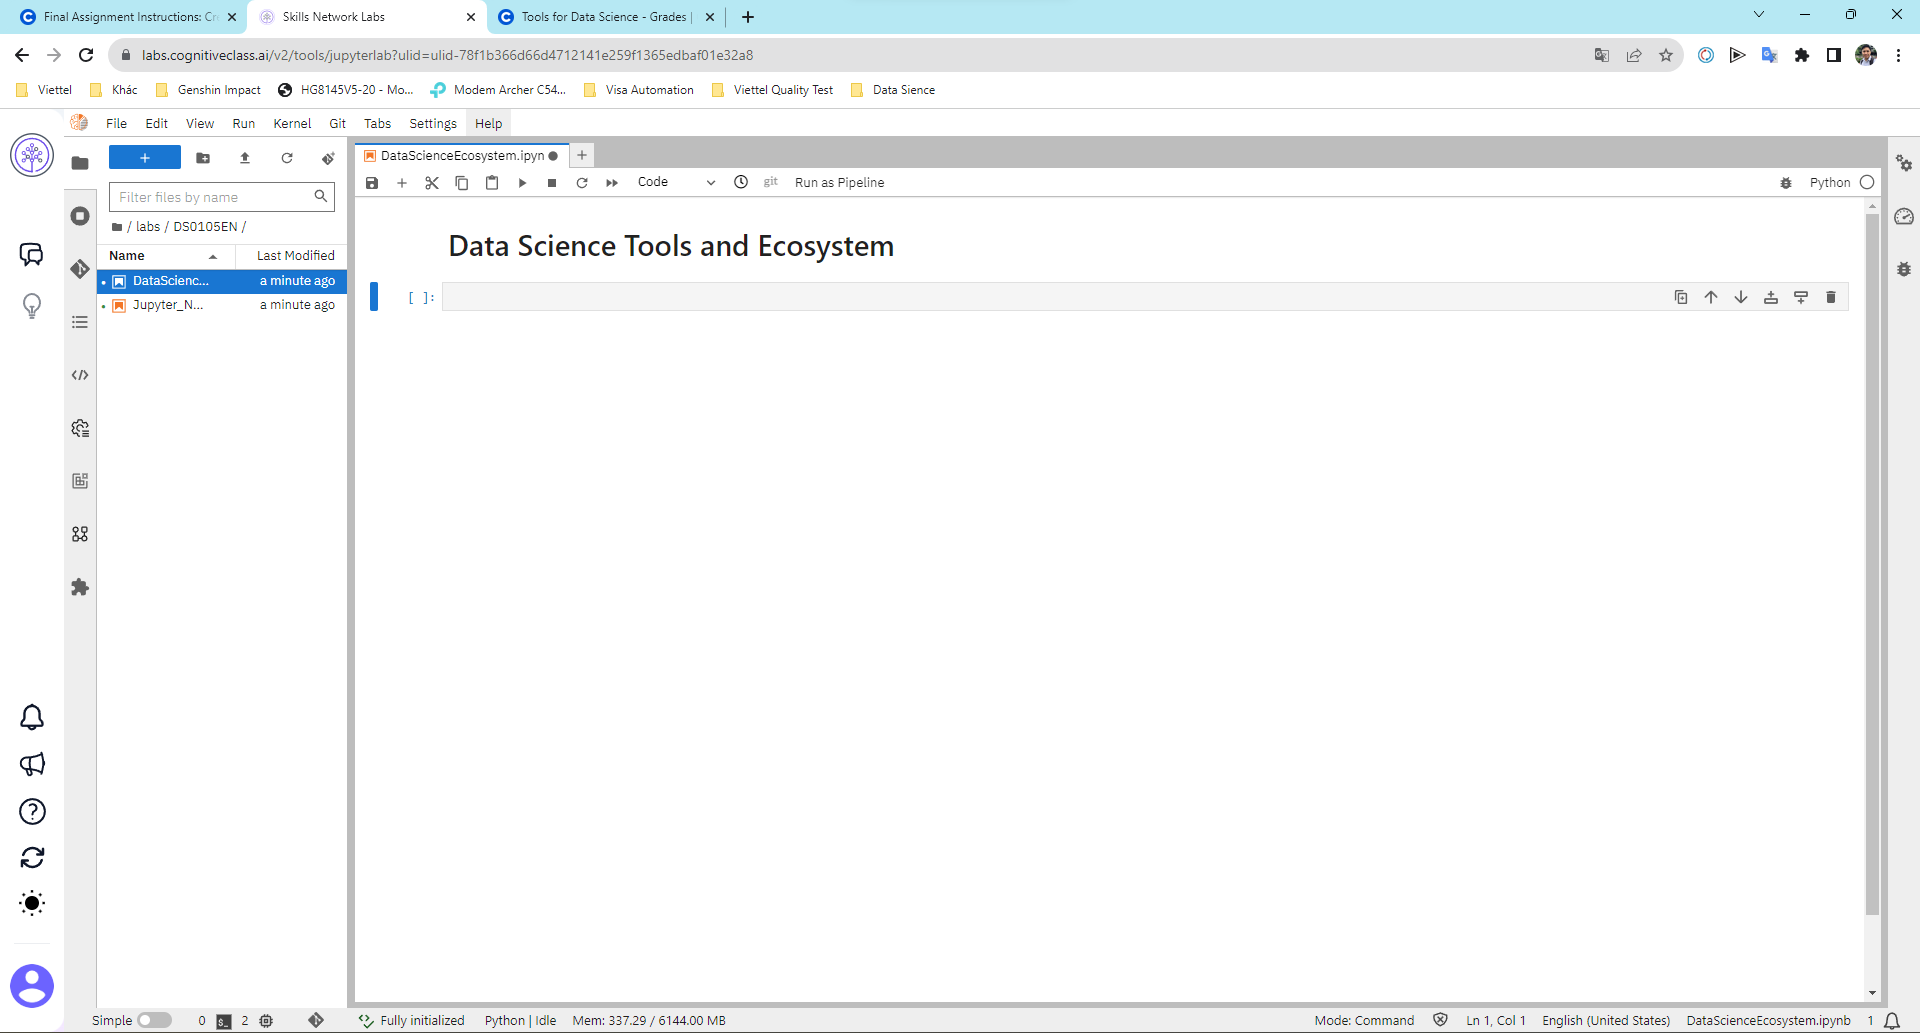 Final Assignment Instructions: Cr
Skills Network Labs
Tools for Data Science - Grades |
labs.cognitiveclass.ai/v2/tools/jupyterlab?ulid=ulid-78f1b366d66d4712141e259f1365edbaf01e32a8
Viettel
Khác
Genshin Impact
HG8145V5-20 - Mo...
Modem Archer C54...
Visa Automation
Viettel Quality Test
Data Sience
File Edit View Run Kernel Git Tabs Settings Help
DataScienceEcosystem.ipyn
Code
git
Run as Pipeline
Python
Filter files by name
/ labs / DS0105EN /
Name
Last Modified
DataScienc...
a minute ago
Jupyter_N...
a minute ago
Data Science Tools and Ecosystem
[ ]:
Simple
0
$_
2
Fully initialized
Python | Idle
Mem: 337.29 / 6144.00 MB
Mode: Command
Ln 1, Col 1
English (United States)
DataScienceEcosystem.ipynb
1